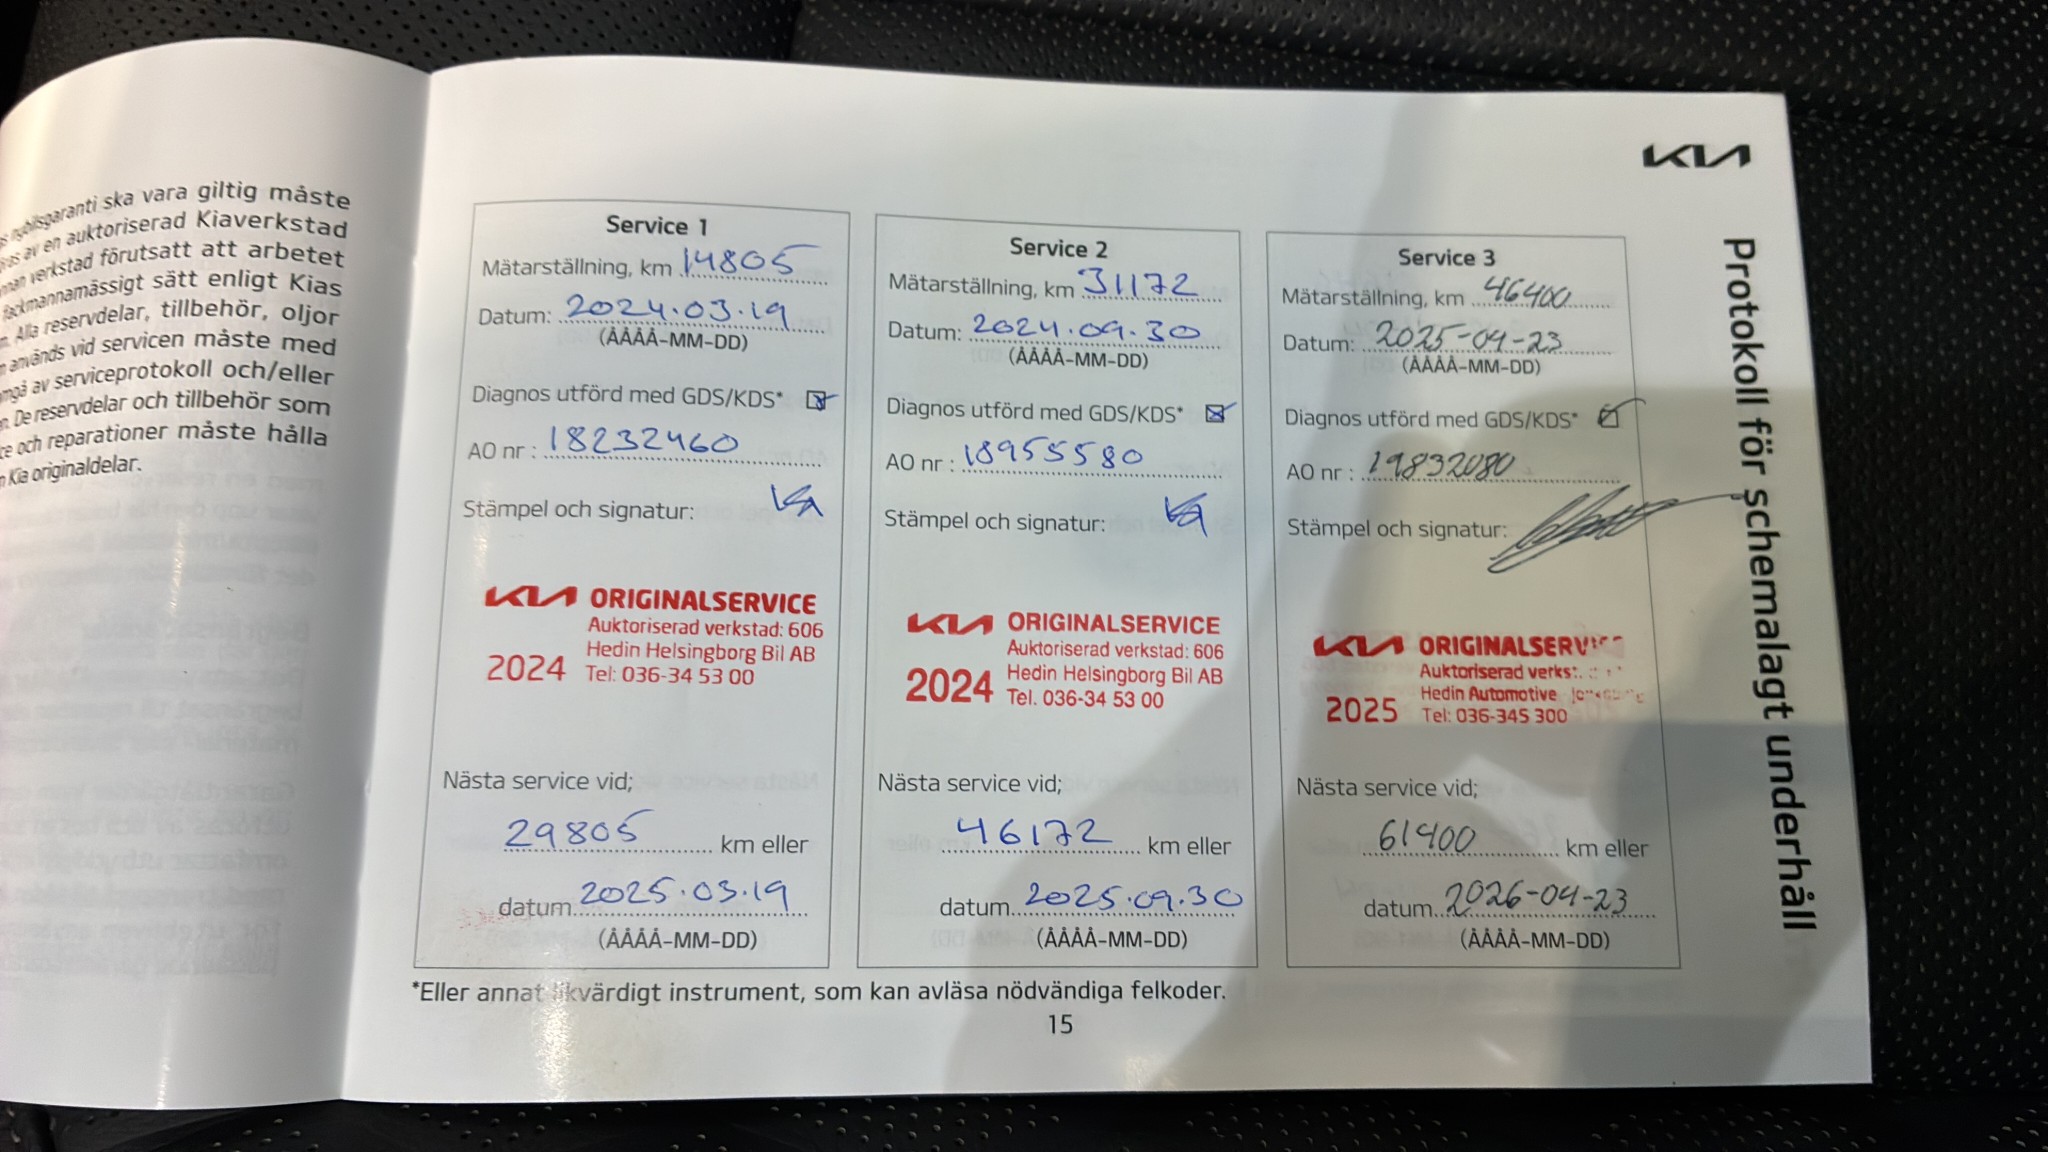 ska vara giltig måste
av en auktoriserad Kiaverkstad
verkstad förutsatt att arbetet
fackmannamässigt sätt enligt Kias
Alla reservdelar, tillbehör, oljor
används vid servicen måste med
av serviceprotokoll och/eller
De reservdelar och tillbehör som
och reparationer måste hålla
Kia originaldelar.
KIA
Protokoll för schemalagt underhåll
Service 1
Mätarställning, km 14805
Datum: 2024.03.19
(ÅÅÅÅ-MM-DD)
Diagnos utförd med GDS/KDS*
AO nr : 18232460
Stämpel och signatur:
KIA ORIGINALSERVICE
Auktoriserad verkstad: 606
Hedin Helsingborg Bil AB
2024 Tel: 036-34 53 00
Nästa service vid;
29805 km eller
datum 2025.03.19
(ÅÅÅÅ-MM-DD)
Service 2
Mätarställning, km 31172
Datum: 2024.09.30
(ÅÅÅÅ-MM-DD)
Diagnos utförd med GDS/KDS*
AO nr : 18955580
Stämpel och signatur:
KIA ORIGINALSERVICE
Auktoriserad verkstad: 606
Hedin Helsingborg Bil AB
2024 Tel. 036-34 53 00
Nästa service vid;
46172 km eller
datum 2025.09.30
(ÅÅÅÅ-MM-DD)
Service 3
Mätarställning, km 46400
Datum: 2025-04-23
(ÅÅÅÅ-MM-DD)
Diagnos utförd med GDS/KDS*
AO nr : 19832080
Stämpel och signatur:
KIA
Auktoriserad
Hedin Automotive
2025 Tel: 036-345 300
Nästa service vid;
61400 km eller
datum 2026-04-23
(ÅÅÅÅ-MM-DD)
*Eller annat likvärdigt instrument, som kan avläsa nödvändiga felkoder.
15